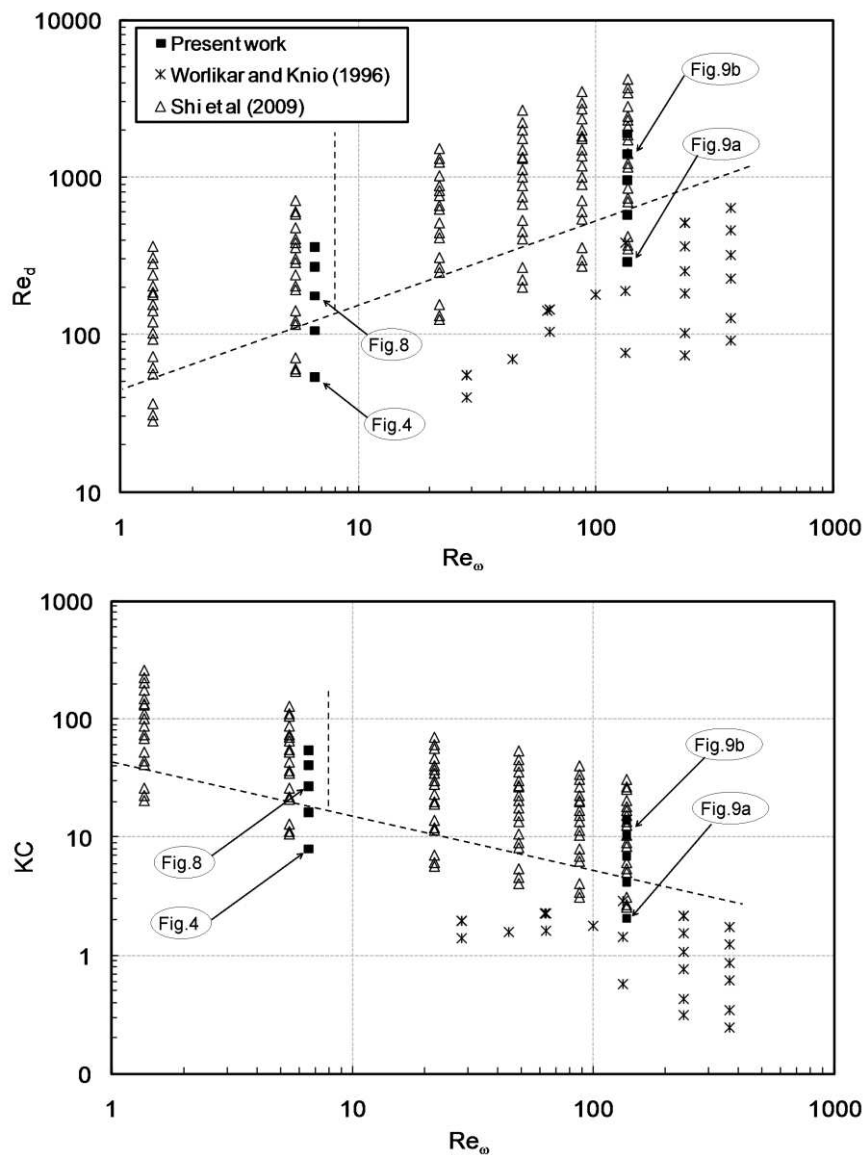 10000
Present work
Worlikar and Knio (1996)
Shi et al (2009)
Fig.9b
Fig.9a
1000
Re_d
100
Fig.8
Fig.4
10
1 10 100 1000
Re_ω
1000
100
Fig.9b
Fig.9a
KC
10
Fig.8
Fig.4
1
0
1 10 100 1000
Re_ω